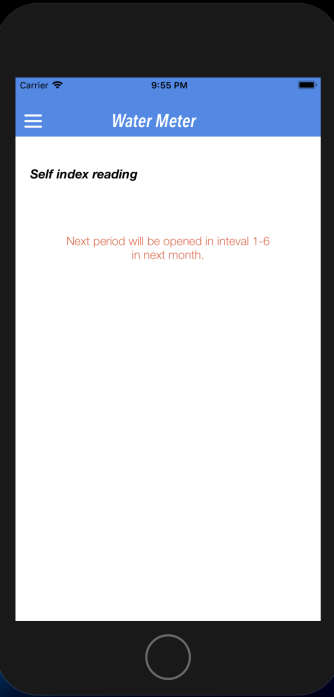 Carrier 9:55 PM
Water Meter
Self index reading
Next period will be opened in inteval 1-6
in next month.